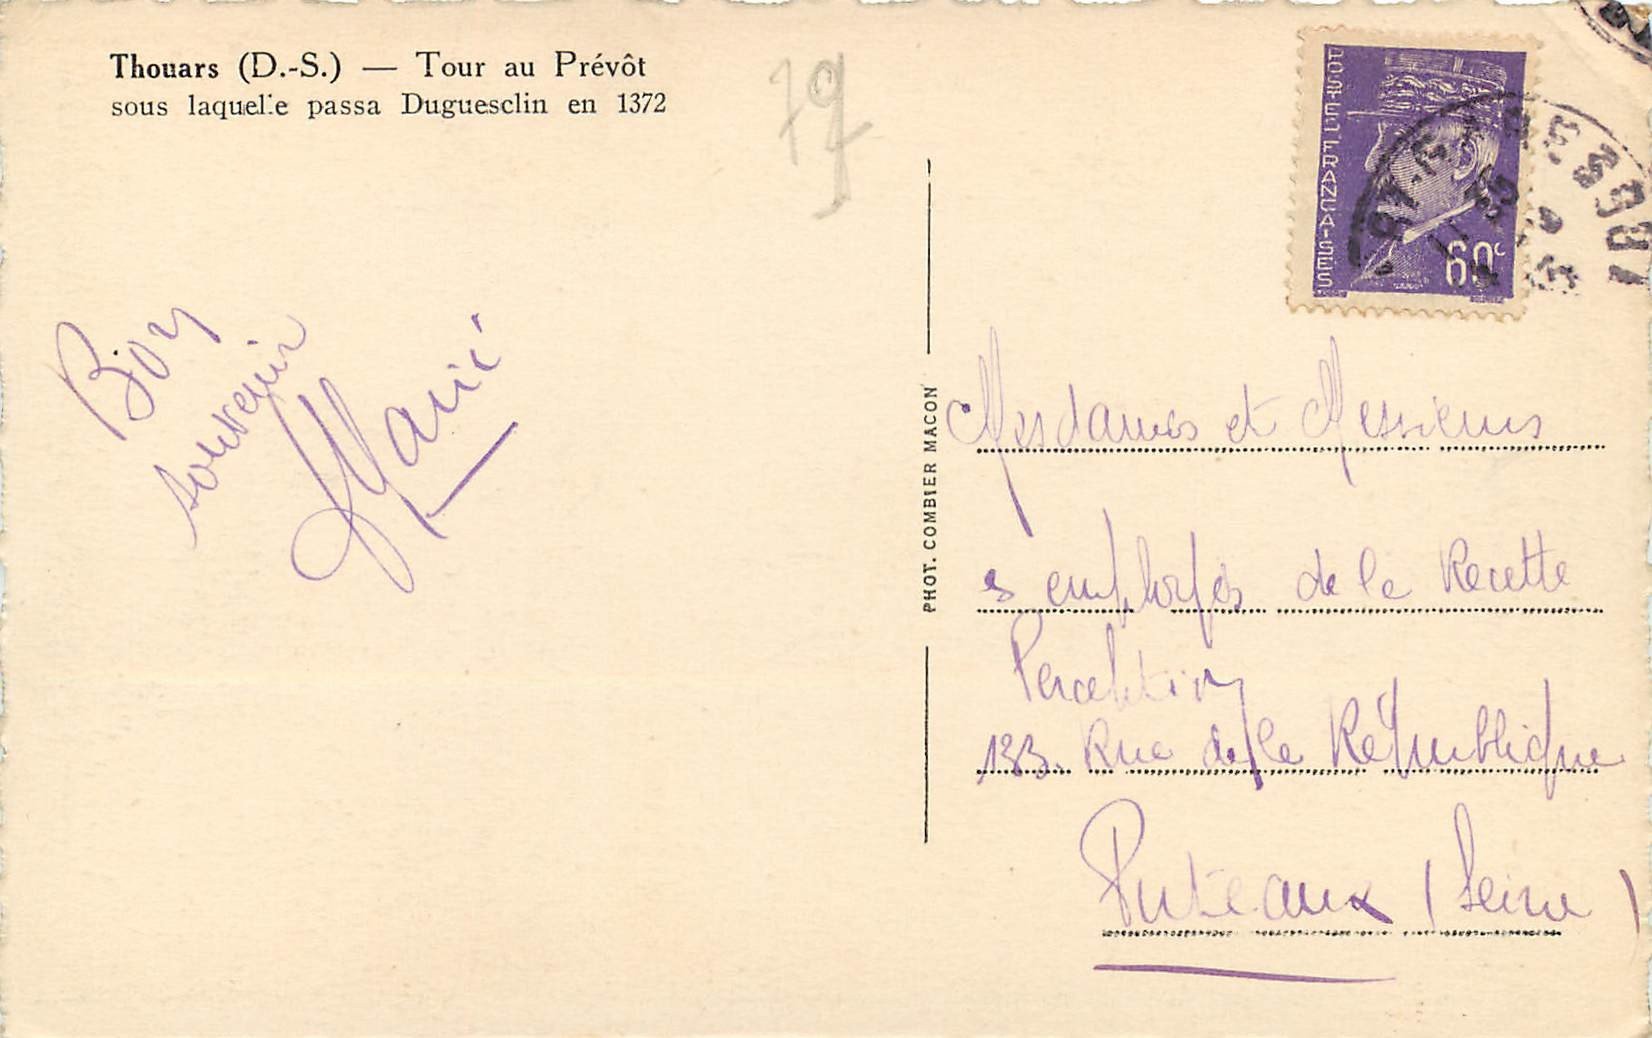 Thouars (D.-S.) — Tour au Prévôt
sous laquelle passa Duguesclin en 1372
79
POSTES FRANÇAISES
60c
Bon
souvenir
Marie
PHOT. COMBIER MACON
Mesdames et Messieurs
employés de la Recette
Perception
133 Rue de la République
Puteaux (Seine)